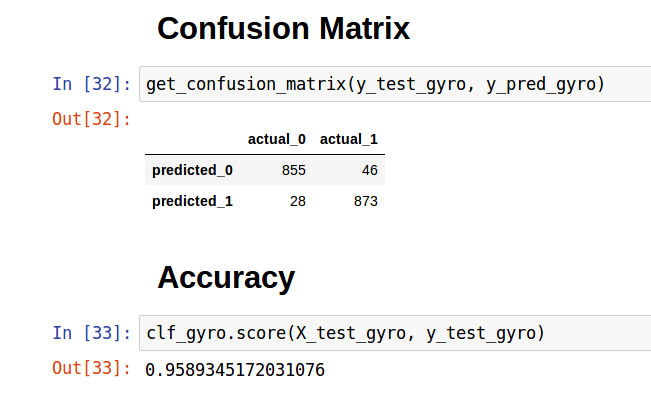 Confusion Matrix
In [32]: get_confusion_matrix(y_test_gyro, y_pred_gyro)
Out[32]:
actual_0 actual_1
predicted_0 855 46
predicted_1 28 873
Accuracy
In [33]: clf_gyro.score(X_test_gyro, y_test_gyro)
Out[33]: 0.9589345172031076